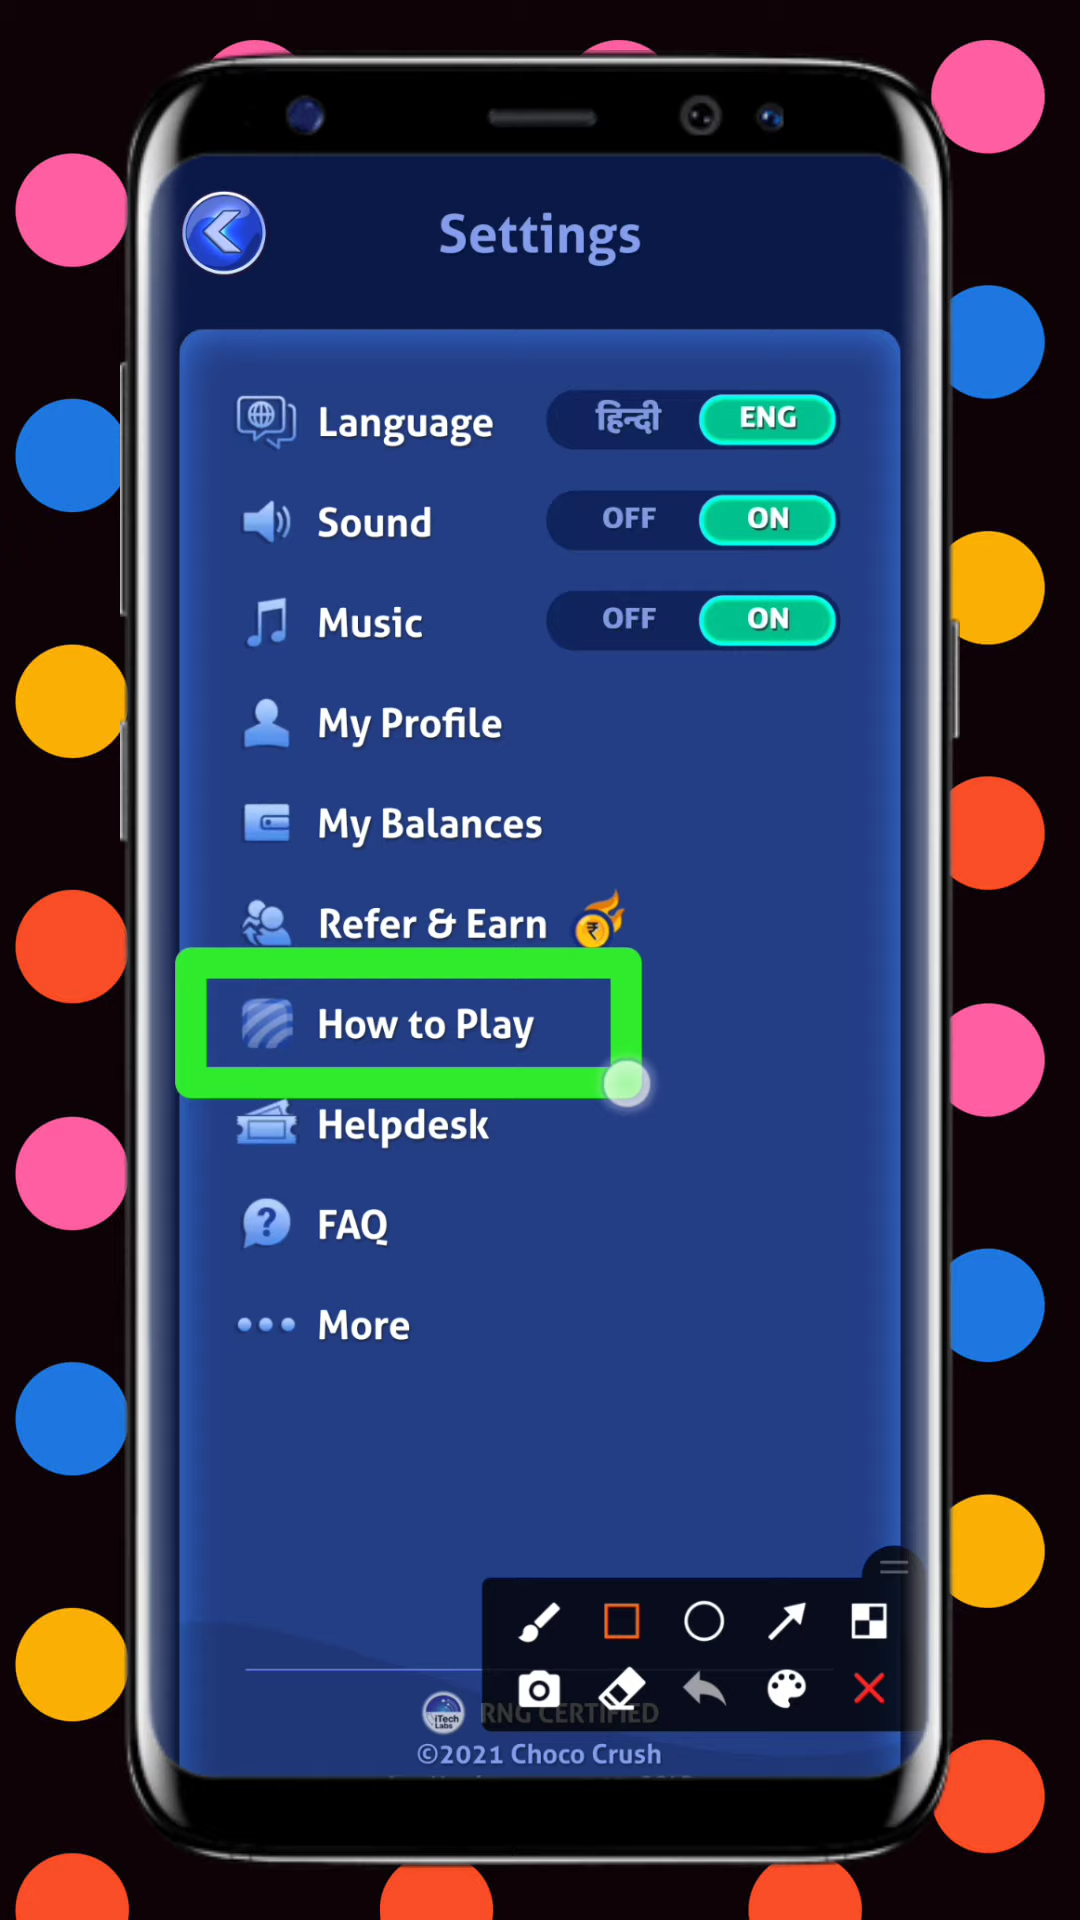 Settings
Language हिन्दी ENG
Sound OFF ON
Music OFF ON
My Profile
My Balances
Refer & Earn ₹
How to Play
Helpdesk
FAQ
More
iTech Labs RNG CERTIFIED
©2021 Choco Crush